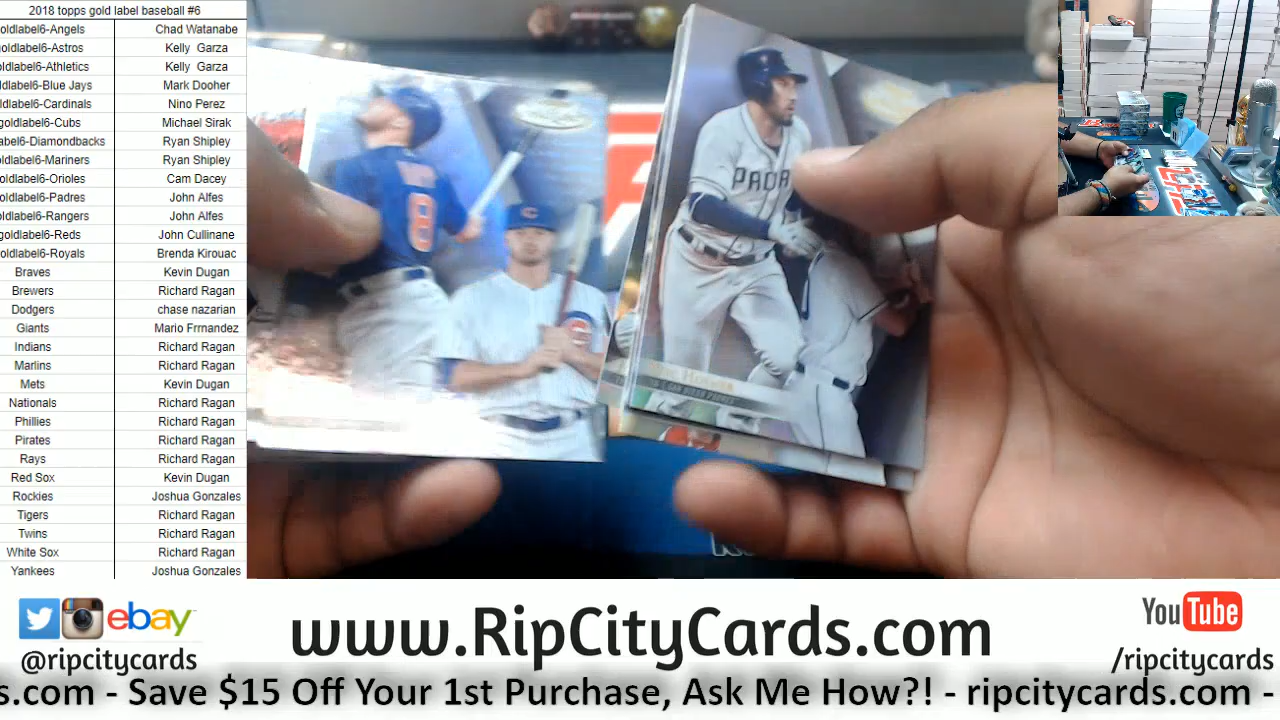 2018 topps gold label baseball #6
oldlabel6-Angels Chad Watanabe
oldlabel6-Astros Kelly Garza
oldlabel6-Athletics Kelly Garza
oldlabel6-Blue Jays Mark Dooher
oldlabel6-Cardinals Nino Perez
goldlabel6-Cubs Michael Sirak
label6-Diamondbacks Ryan Shipley
ldlabel6-Mariners Ryan Shipley
oldlabel6-Orioles Cam Dacey
oldlabel6-Padres John Alfes
oldlabel6-Rangers John Alfes
goldlabel6-Reds John Cullinane
oldlabel6-Royals Brenda Kirouac
Braves Kevin Dugan
Brewers Richard Ragan
Dodgers chase nazarian
Giants Mario Frrnandez
Indians Richard Ragan
Marlins Richard Ragan
Mets Kevin Dugan
Nationals Richard Ragan
Phillies Richard Ragan
Pirates Richard Ragan
Rays Richard Ragan
Red Sox Kevin Dugan
Rockies Joshua Gonzales
Tigers Richard Ragan
Twins Richard Ragan
White Sox Richard Ragan
Yankees Joshua Gonzales
8
C
PADR
SAN DIEGO PADRES
ebay
@ripcitycards
www.RipCityCards.com
YouTube
/ripcitycards
s.com - Save $15 Off Your 1st Purchase, Ask Me How?! - ripcitycards.com -